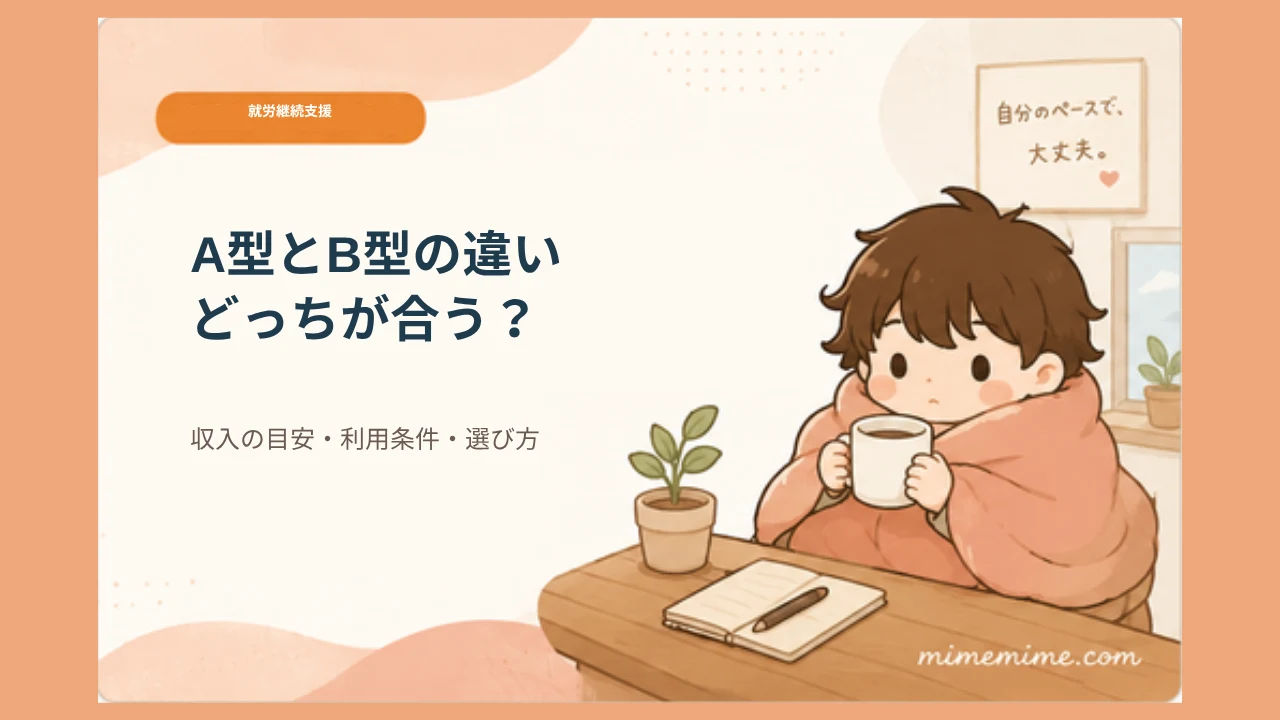 就労継続支援
A型とB型の違い
どっちが合う？
収入の目安・利用条件・選び方
自分のペースで、
大丈夫。
mimemime.com